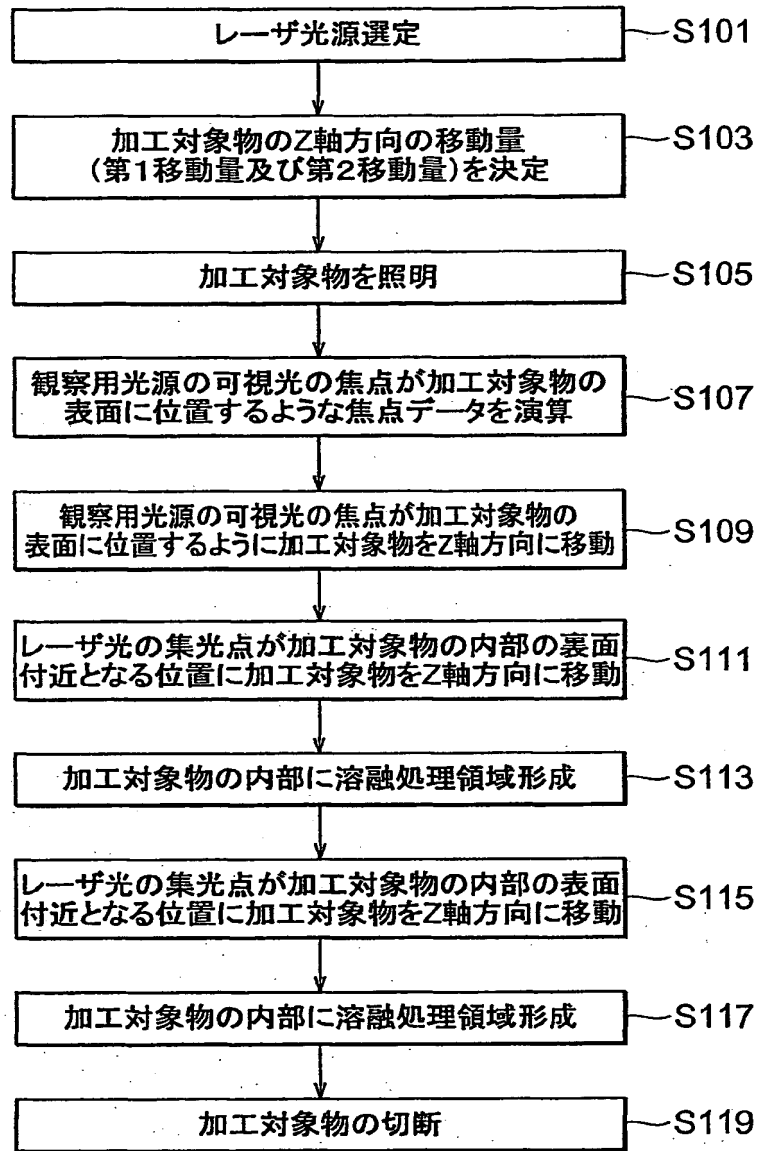 レーザ光源選定
S101
加工対象物のZ軸方向の移動量
(第1移動量及び第2移動量)を決定
S103
加工対象物を照明
S105
観察用光源の可視光の焦点が加工対象物の
表面に位置するような焦点データを演算
S107
観察用光源の可視光の焦点が加工対象物の
表面に位置するように加工対象物をZ軸方向に移動
S109
レーザ光の集光点が加工対象物の内部の裏面
付近となる位置に加工対象物をZ軸方向に移動
S111
加工対象物の内部に溶融処理領域形成
S113
レーザ光の集光点が加工対象物の内部の表面
付近となる位置に加工対象物をZ軸方向に移動
S115
加工対象物の内部に溶融処理領域形成
S117
加工対象物の切断
S119